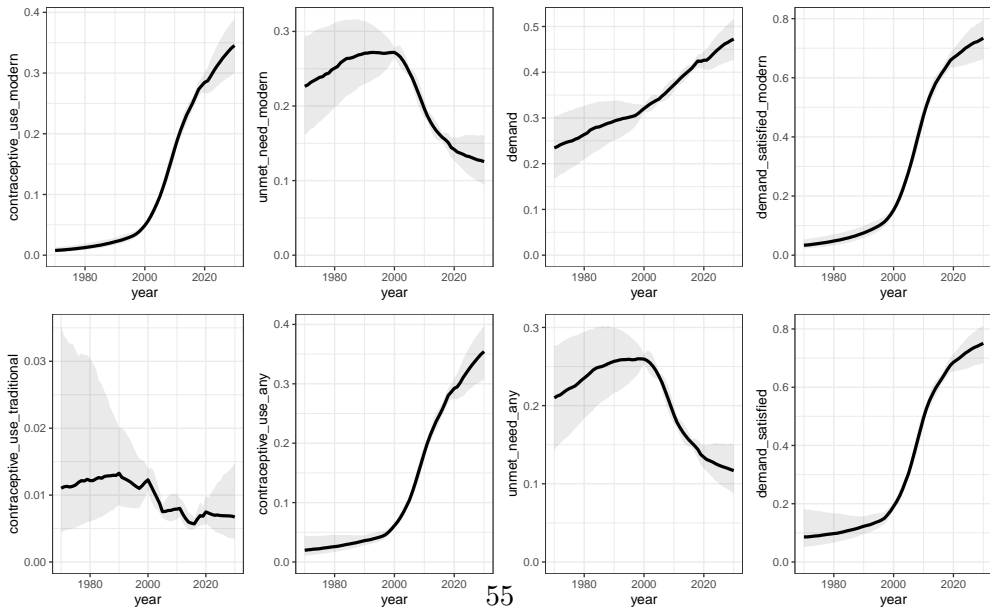 contraceptive_use_modern
0.4
0.3
0.2
0.1
0.0
1980 2000 2020
year
unmet_need_modern
0.3
0.2
0.1
0.0
1980 2000 2020
year
demand
0.5
0.4
0.3
0.2
0.1
0.0
1980 2000 2020
year
demand_satisfied_modern
0.8
0.6
0.4
0.2
0.0
1980 2000 2020
year
contraceptive_use_traditional
0.03
0.02
0.01
0.00
1980 2000 2020
year
contraceptive_use_any
0.4
0.3
0.2
0.1
0.0
1980 2000 2020
year
unmet_need_any
0.3
0.2
0.1
0.0
1980 2000 2020
year
demand_satisfied
0.8
0.6
0.4
0.2
0.0
1980 2000 2020
year
55